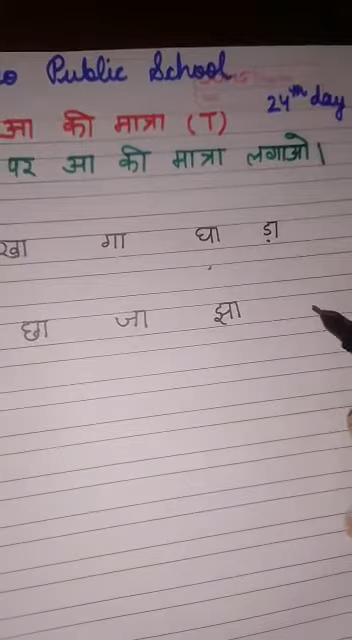 Public School
24th day
आ की मात्रा (ा)
पर आ की मात्रा लगाओ।
खा गा घा ड़ा
छा जा झा